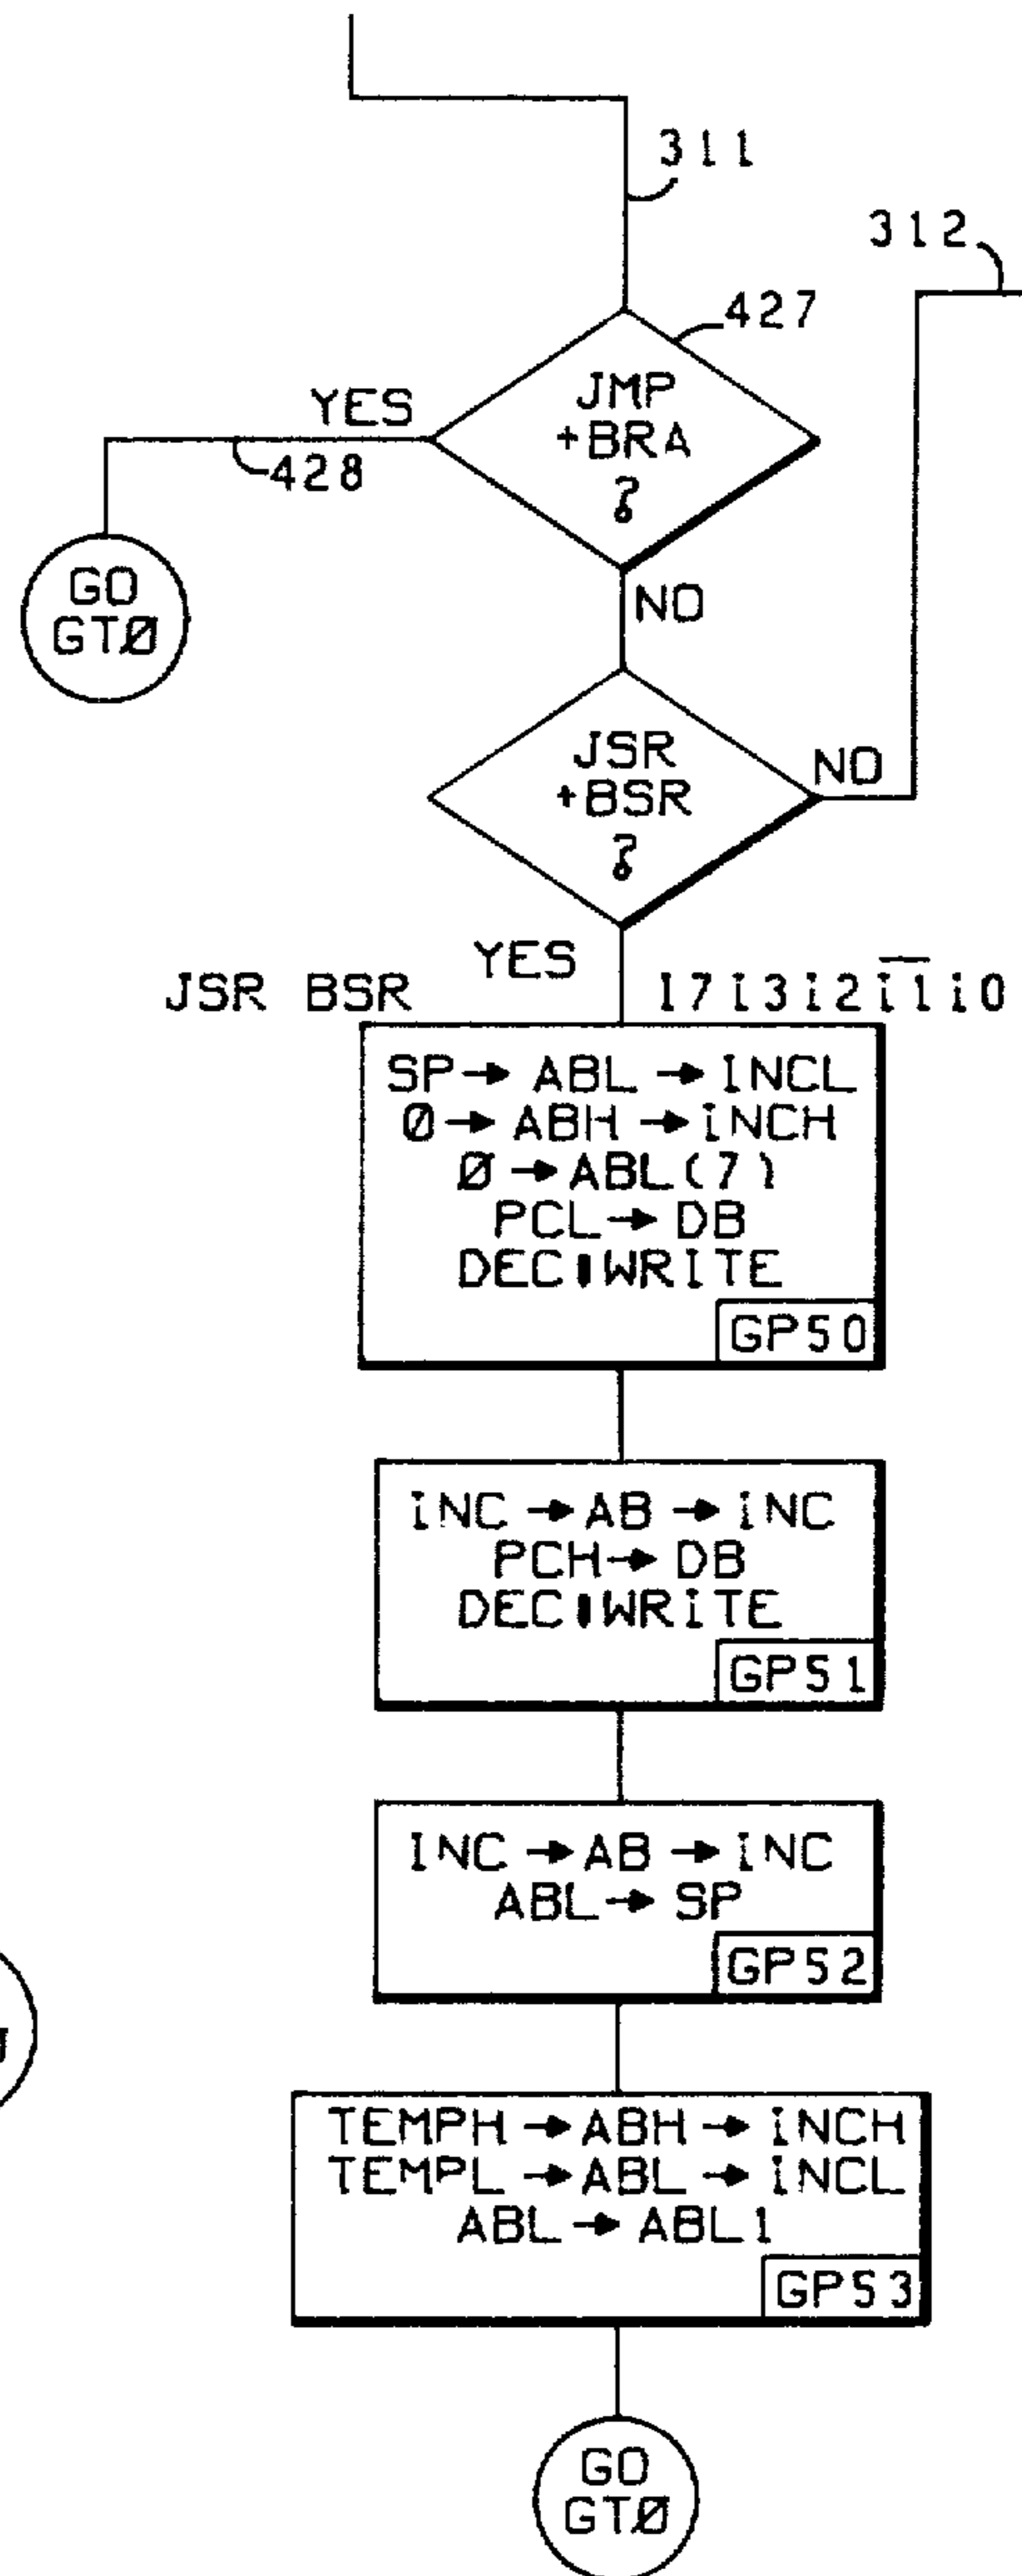 311
312
427
JMP
+BRA
?
YES
428
GO
GTØ
NO
JSR
+BSR
?
NO
YES
JSR BSR
I7 i3 i2 i̅1̅ i0
SP → ABL → INCL
Ø → ABH → INCH
Ø → ABL(7)
PCL → DB
DEC▮WRITE
GP50
INC → AB → INC
PCH → DB
DEC▮WRITE
GP51
INC → AB → INC
ABL → SP
GP52
TEMPH → ABH → INCH
TEMPL → ABL → INCL
ABL → ABL1
GP53
GO
GTØ